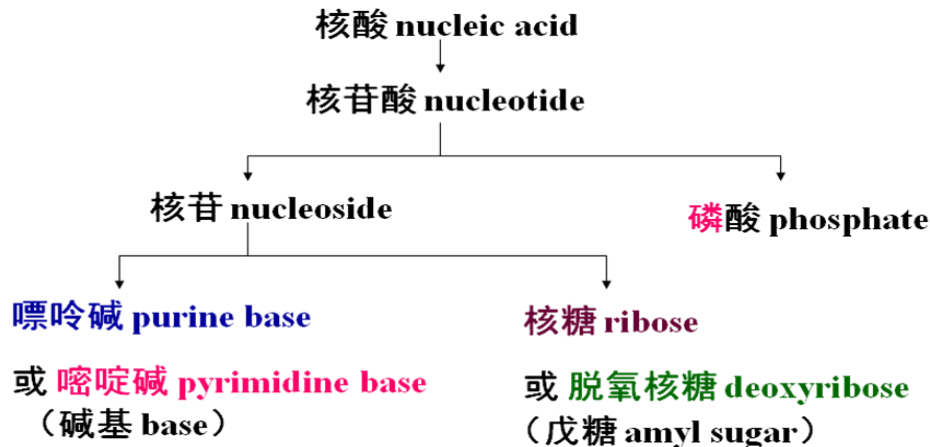 核酸 nucleic acid
核苷酸 nucleotide
核苷 nucleoside
磷酸 phosphate
嘌呤碱 purine base
或 嘧啶碱 pyrimidine base
（碱基 base）
核糖 ribose
或 脱氧核糖 deoxyribose
（戊糖 amyl sugar）